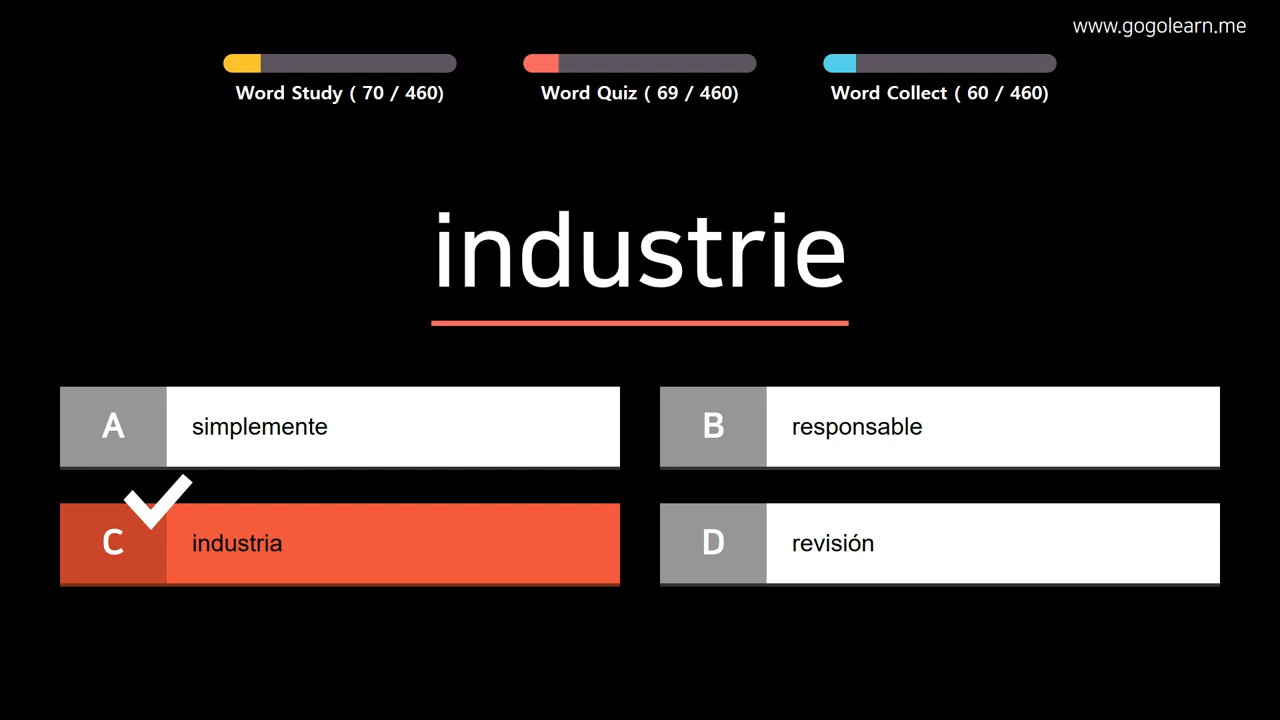 www.gogolearn.me
Word Study ( 70 / 460)
Word Quiz ( 69 / 460)
Word Collect ( 60 / 460)
industrie
A simplemente
B responsable
C industria
D revisión